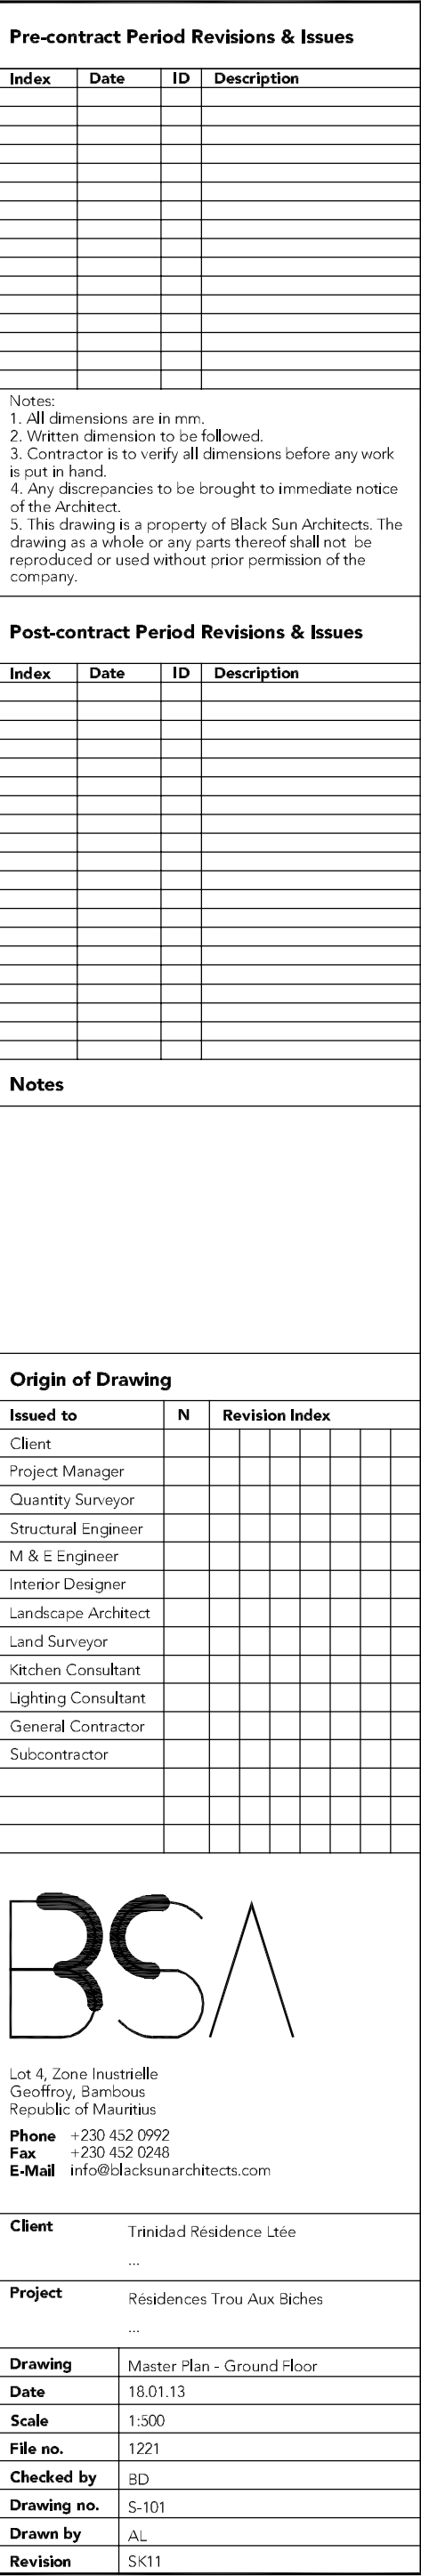 Pre-contract Period Revisions & Issues
Index Date ID Description
Notes:
1. All dimensions are in mm.
2. Written dimension to be followed.
3. Contractor is to verify all dimensions before any work
is put in hand.
4. Any discrepancies to be brought to immediate notice
of the Architect.
5. This drawing is a property of Black Sun Architects. The
drawing as a whole or any parts thereof shall not be
reproduced or used without prior permission of the
company.
Post-contract Period Revisions & Issues
Index Date ID Description
Notes
Origin of Drawing
Issued to N Revision Index
Client
Project Manager
Quantity Surveyor
Structural Engineer
M & E Engineer
Interior Designer
Landscape Architect
Land Surveyor
Kitchen Consultant
Lighting Consultant
General Contractor
Subcontractor
BSA
Lot 4, Zone Inustrielle
Geoffroy, Bambous
Republic of Mauritius
Phone +230 452 0992
Fax +230 452 0248
E-Mail info@blacksunarchitects.com
Client Trinidad Résidence Ltée
...
Project Résidences Trou Aux Biches
...
Drawing Master Plan - Ground Floor
Date 18.01.13
Scale 1:500
File no. 1221
Checked by BD
Drawing no. S-101
Drawn by AL
Revision SK11